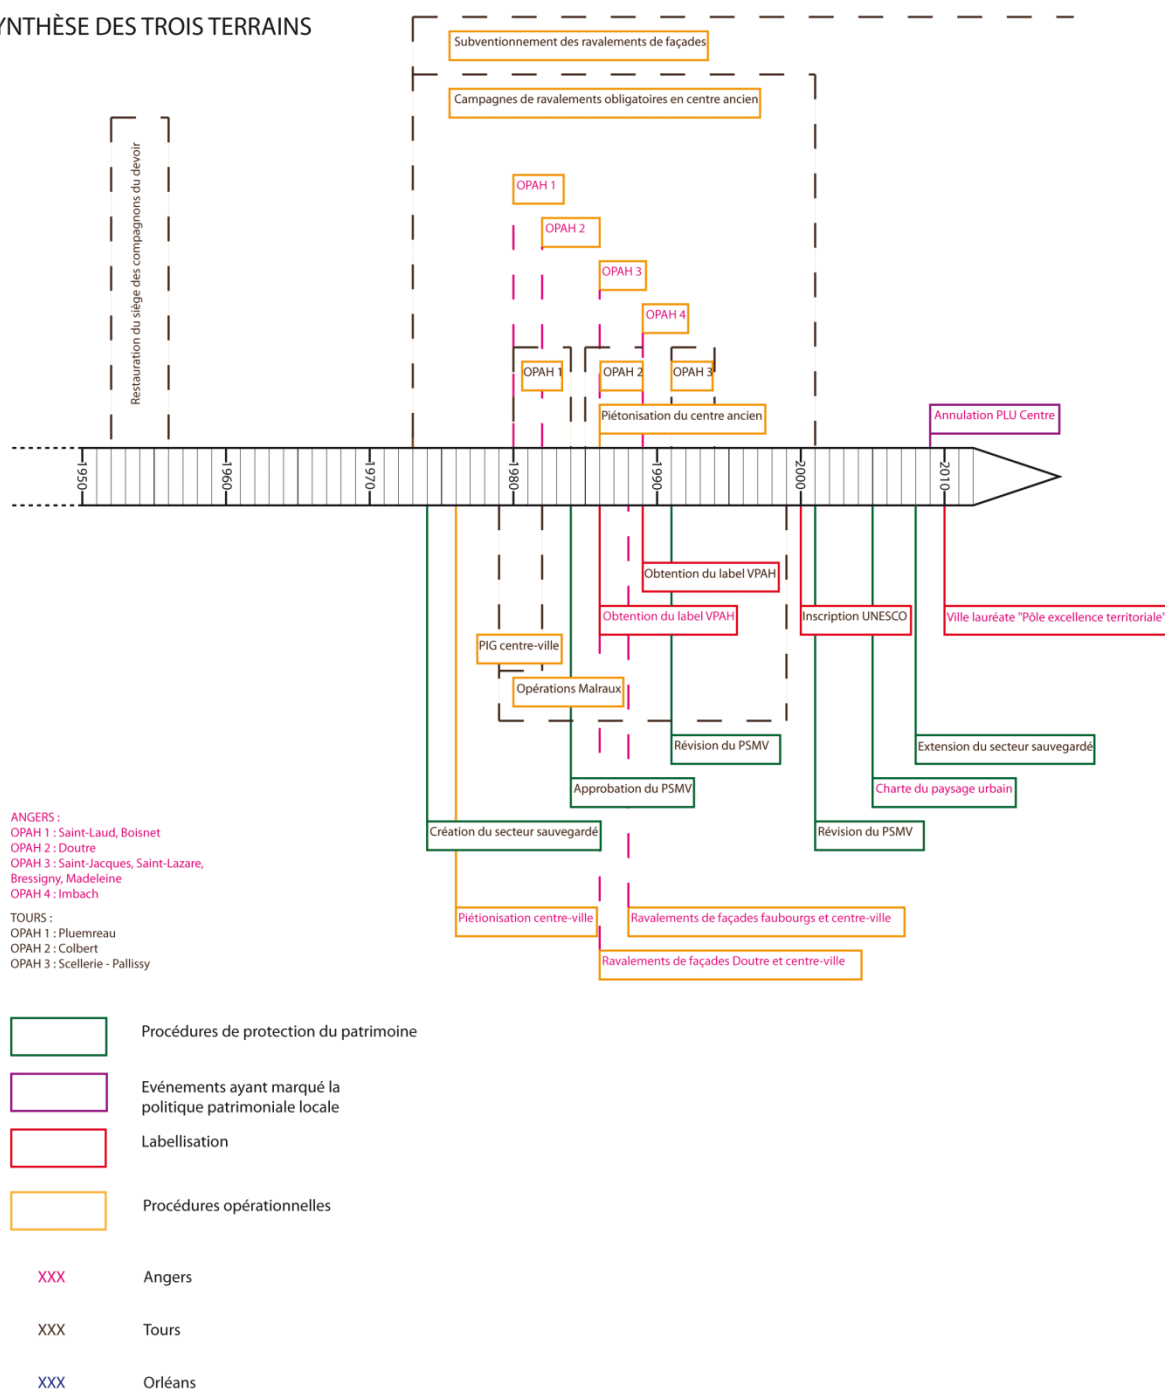 YNTHÈSE DES TROIS TERRAINS
Subventionnement des ravalements de façades
Campagnes de ravalements obligatoires en centre ancien
Restauration du siège des compagnons du devoir
OPAH 1
OPAH 2
OPAH 3
OPAH 4
OPAH 1
OPAH 2
OPAH 3
Piétonisation du centre ancien
Annulation PLU Centre
1950
1960
1970
1980
1990
2000
2010
Obtention du label VPAH
Obtention du label VPAH
Inscription UNESCO
Ville lauréate "Pôle excellence territoriale"
PIG centre-ville
Opérations Malraux
Révision du PSMV
Extension du secteur sauvegardé
Approbation du PSMV
Charte du paysage urbain
Création du secteur sauvegardé
Révision du PSMV
Piétionisation centre-ville
Ravalements de façades faubourgs et centre-ville
Ravalements de façades Doutre et centre-ville
ANGERS :
OPAH 1 : Saint-Laud, Boisnet
OPAH 2 : Doutre
OPAH 3 : Saint-Jacques, Saint-Lazare,
Bressigny, Madeleine
OPAH 4 : Imbach
TOURS :
OPAH 1 : Pluemreau
OPAH 2 : Colbert
OPAH 3 : Scellerie - Pallissy
Procédures de protection du patrimoine
Evénements ayant marqué la
politique patrimoniale locale
Labellisation
Procédures opérationnelles
XXX Angers
XXX Tours
XXX Orléans